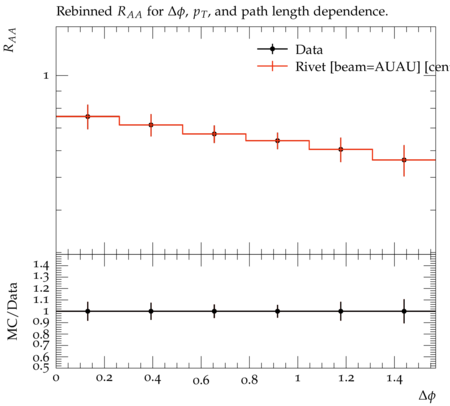 Rebinned R_AA for Δϕ, p_T, and path length dependence.
R_AA
1
Data
Rivet [beam=AUAU] [cen
MC/Data
1.4
1.3
1.2
1.1
1
0.9
0.8
0.7
0.6
0.5
0 0.2 0.4 0.6 0.8 1 1.2 1.4
Δϕ